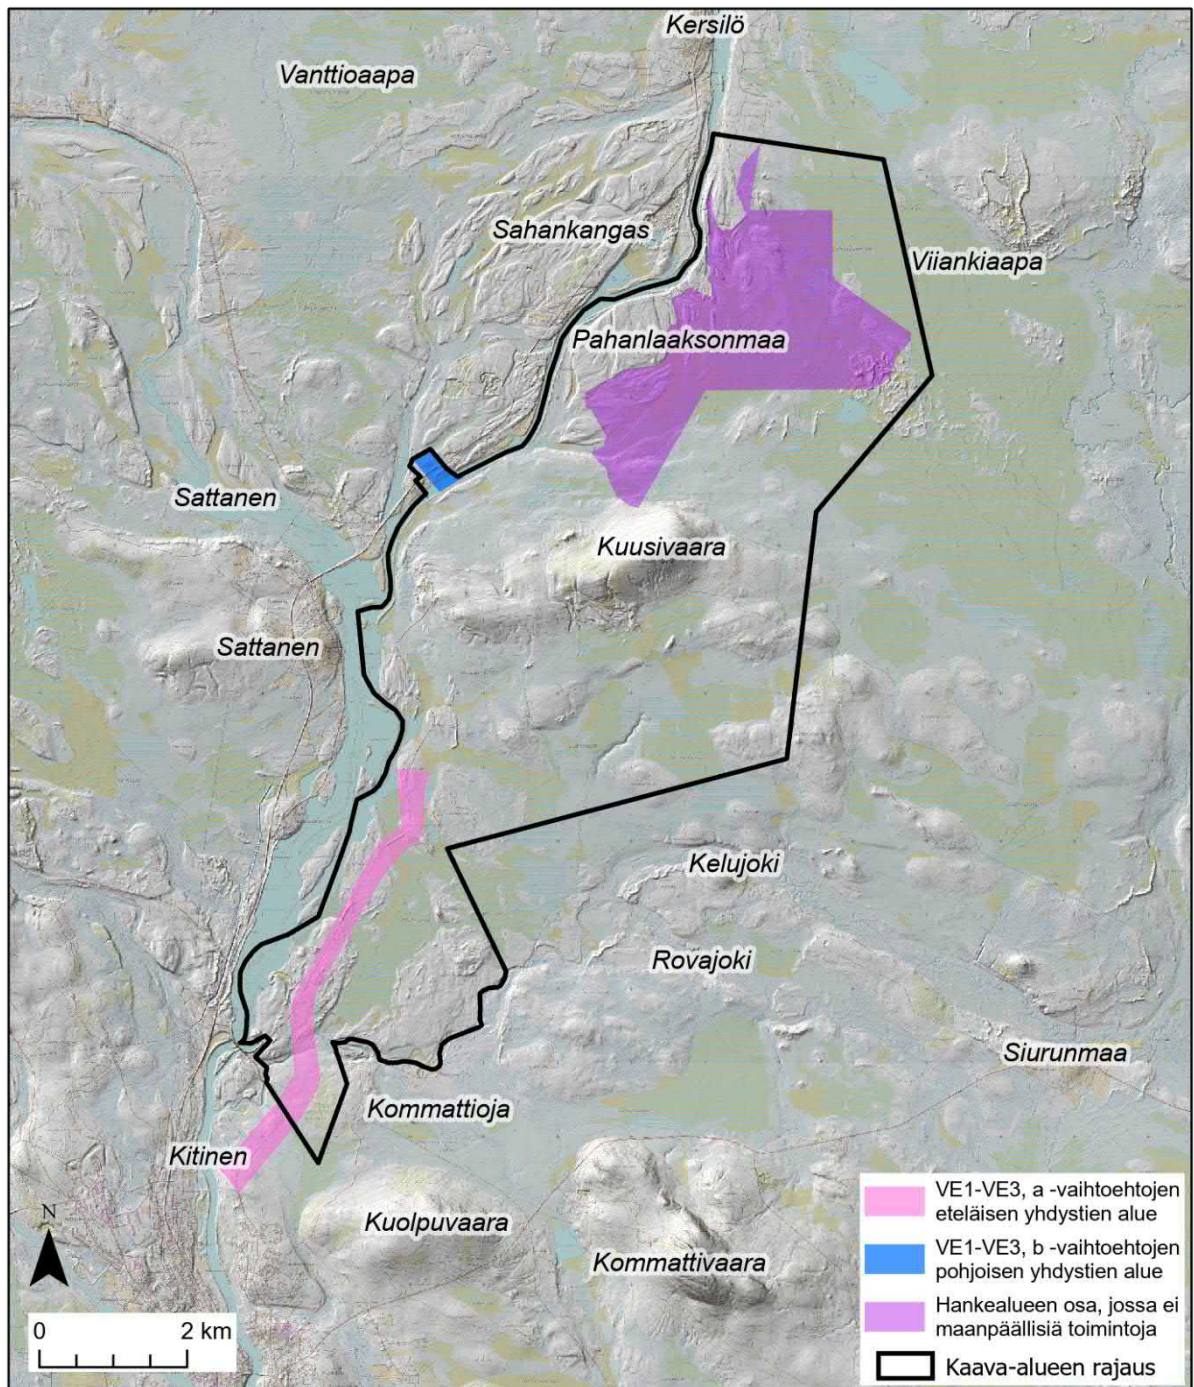 Kersilö
Vanttioaapa
Sahankangas
Viiankiaapa
Pahanlaaksonmaa
Sattanen
Kuusivaara
Sattanen
Kelujoki
Rovajoki
Siurunmaa
Kommattioja
Kitinen
Kuolpuvaara
Kommattivaara
N
0
2 km
VE1-VE3, a -vaihtoehtojen
eteläisen yhdystien alue
VE1-VE3, b -vaihtoehtojen
pohjoisen yhdystien alue
Hankealueen osa, jossa ei
maanpäällisiä toimintoja
Kaava-alueen rajaus